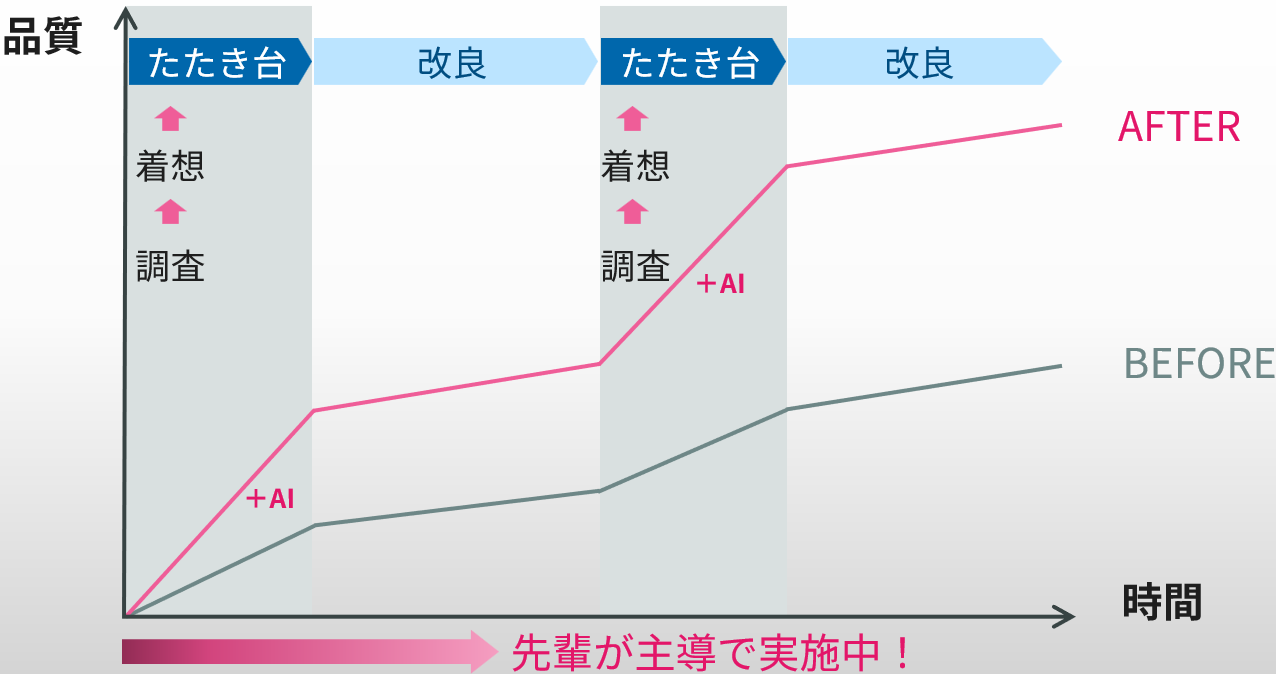 品質
たたき台
改良
たたき台
改良
着想
調査
着想
調査
+AI
+AI
AFTER
BEFORE
時間
先輩が主導で実施中！